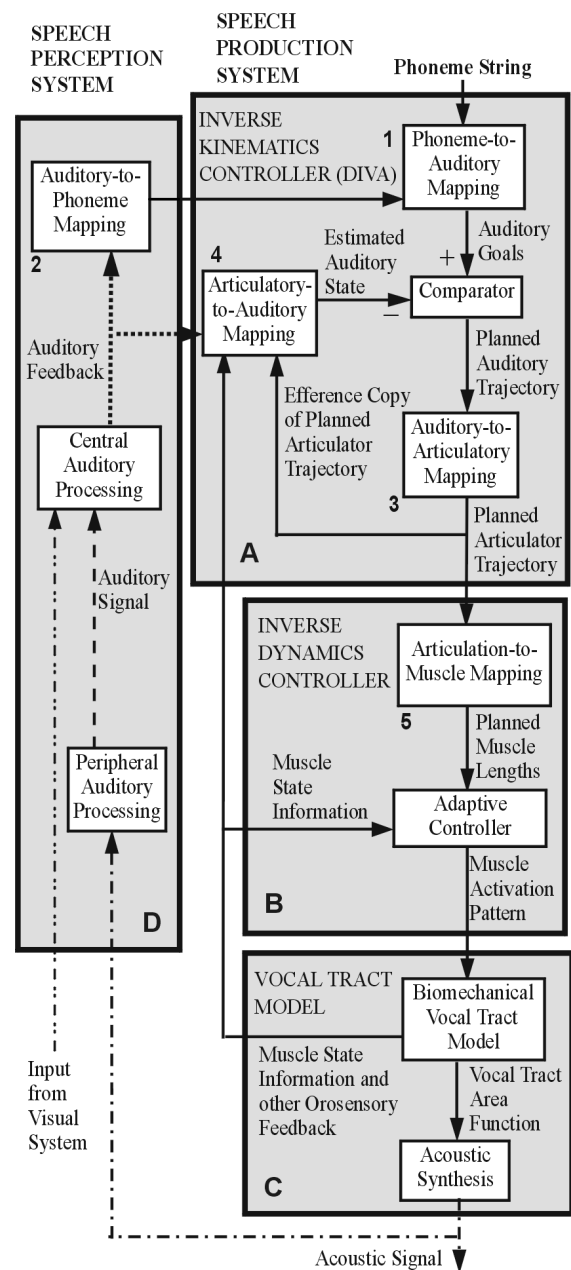 SPEECH
PERCEPTION
SYSTEM
SPEECH
PRODUCTION
SYSTEM
Phoneme String
INVERSE
KINEMATICS
CONTROLLER (DIVA)
1
Phoneme-to-
Auditory
Mapping
Auditory-to-
Phoneme
Mapping
2
4
Estimated
Auditory
State
+
Auditory
Goals
Articulatory-
to-Auditory
Mapping
–
Comparator
Auditory
Feedback
Efference Copy
of Planned
Articulator
Trajectory
Planned
Auditory
Trajectory
Central
Auditory
Processing
Auditory-to-
Articulatory
Mapping
3
A
Planned
Articulator
Trajectory
Auditory
Signal
INVERSE
DYNAMICS
CONTROLLER
Articulation-to-
Muscle Mapping
5
Planned
Muscle
Lengths
Peripheral
Auditory
Processing
Muscle
State
Information
Adaptive
Controller
Muscle
Activation
Pattern
D
B
VOCAL TRACT
MODEL
Biomechanical
Vocal Tract
Model
Input
from
Visual
System
Muscle State
Information and
other Orosensory
Feedback
Vocal Tract
Area
Function
Acoustic
Synthesis
C
Acoustic Signal